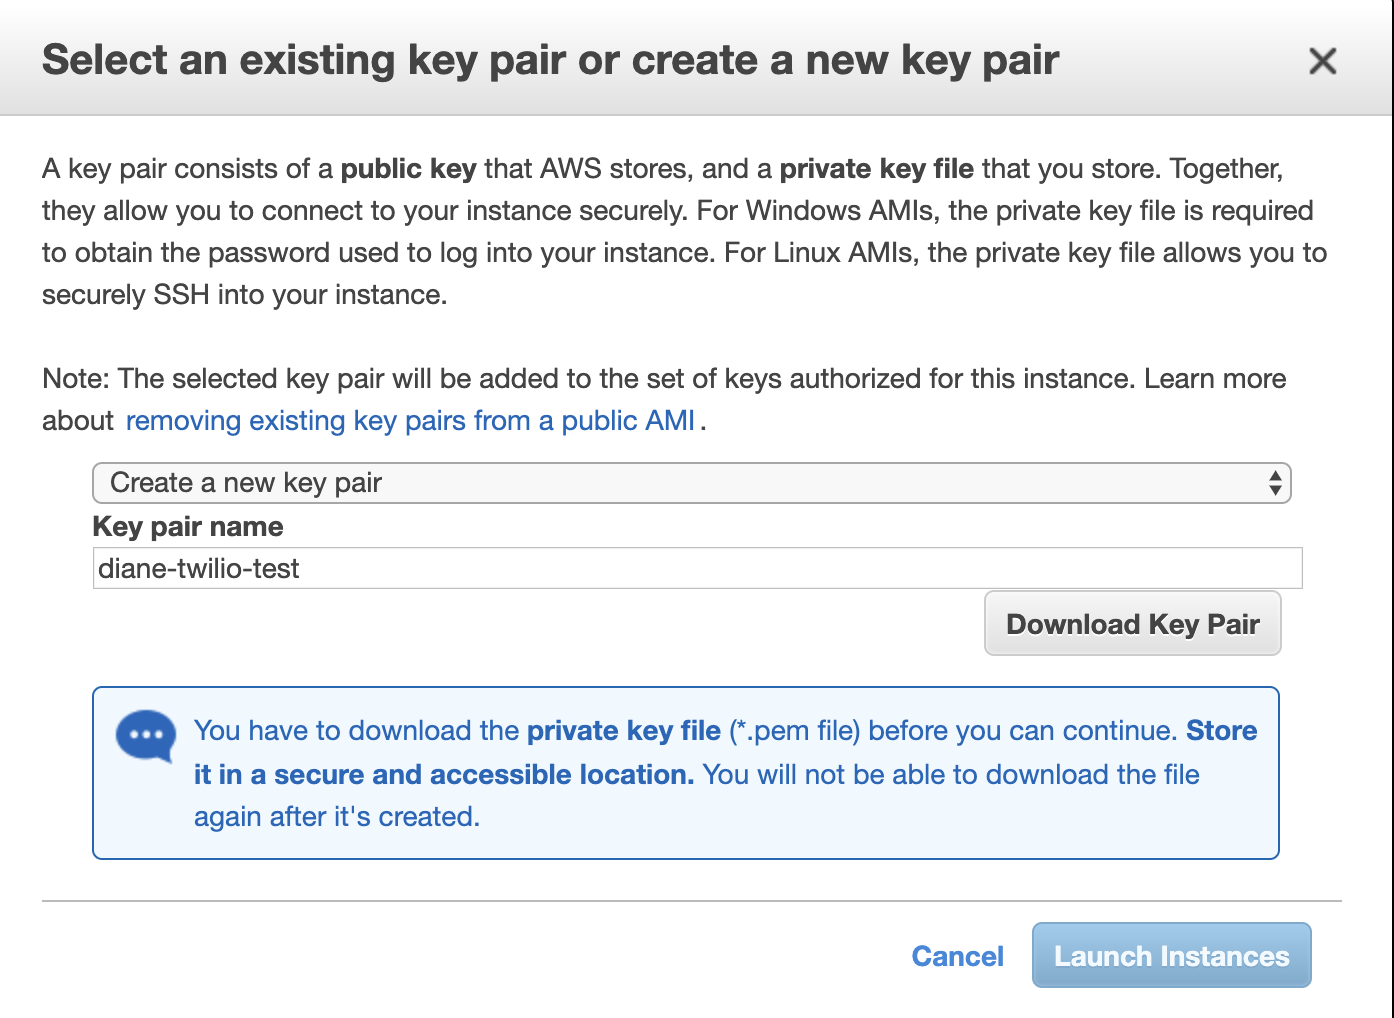 Select an existing key pair or create a new key pair
A key pair consists of a public key that AWS stores, and a private key file that you store. Together,
they allow you to connect to your instance securely. For Windows AMIs, the private key file is required
to obtain the password used to log into your instance. For Linux AMIs, the private key file allows you to
securely SSH into your instance.
Note: The selected key pair will be added to the set of keys authorized for this instance. Learn more
about removing existing key pairs from a public AMI .
Create a new key pair
Key pair name
diane-twilio-test
Download Key Pair
You have to download the private key file (*.pem file) before you can continue. Store
it in a secure and accessible location. You will not be able to download the file
again after it's created.
Cancel
Launch Instances